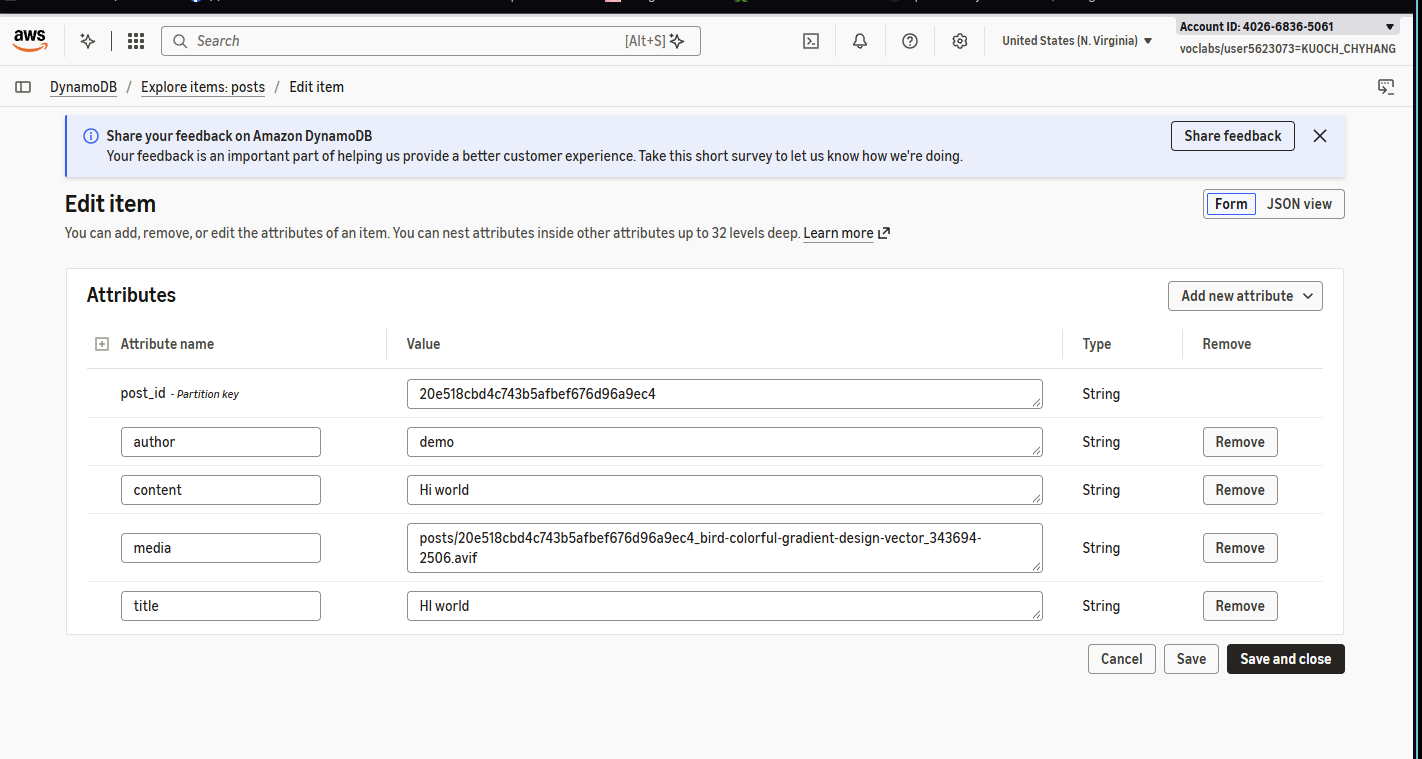 aws
Search [Alt+S]
United States (N. Virginia)
Account ID: 4026-6836-5061
voclabs/user5623073=KUOCH_CHYHANG
DynamoDB / Explore items: posts / Edit item
Share your feedback on Amazon DynamoDB
Your feedback is an important part of helping us provide a better customer experience. Take this short survey to let us know how we're doing.
Share feedback
Edit item
Form JSON view
You can add, remove, or edit the attributes of an item. You can nest attributes inside other attributes up to 32 levels deep. Learn more
Attributes
Add new attribute
Attribute name Value Type Remove
post_id - Partition key 20e518cbd4c743b5afbef676d96a9ec4 String
author demo String Remove
content Hi world String Remove
media posts/20e518cbd4c743b5afbef676d96a9ec4_bird-colorful-gradient-design-vector_343694-
2506.avif String Remove
title HI world String Remove
Cancel Save Save and close